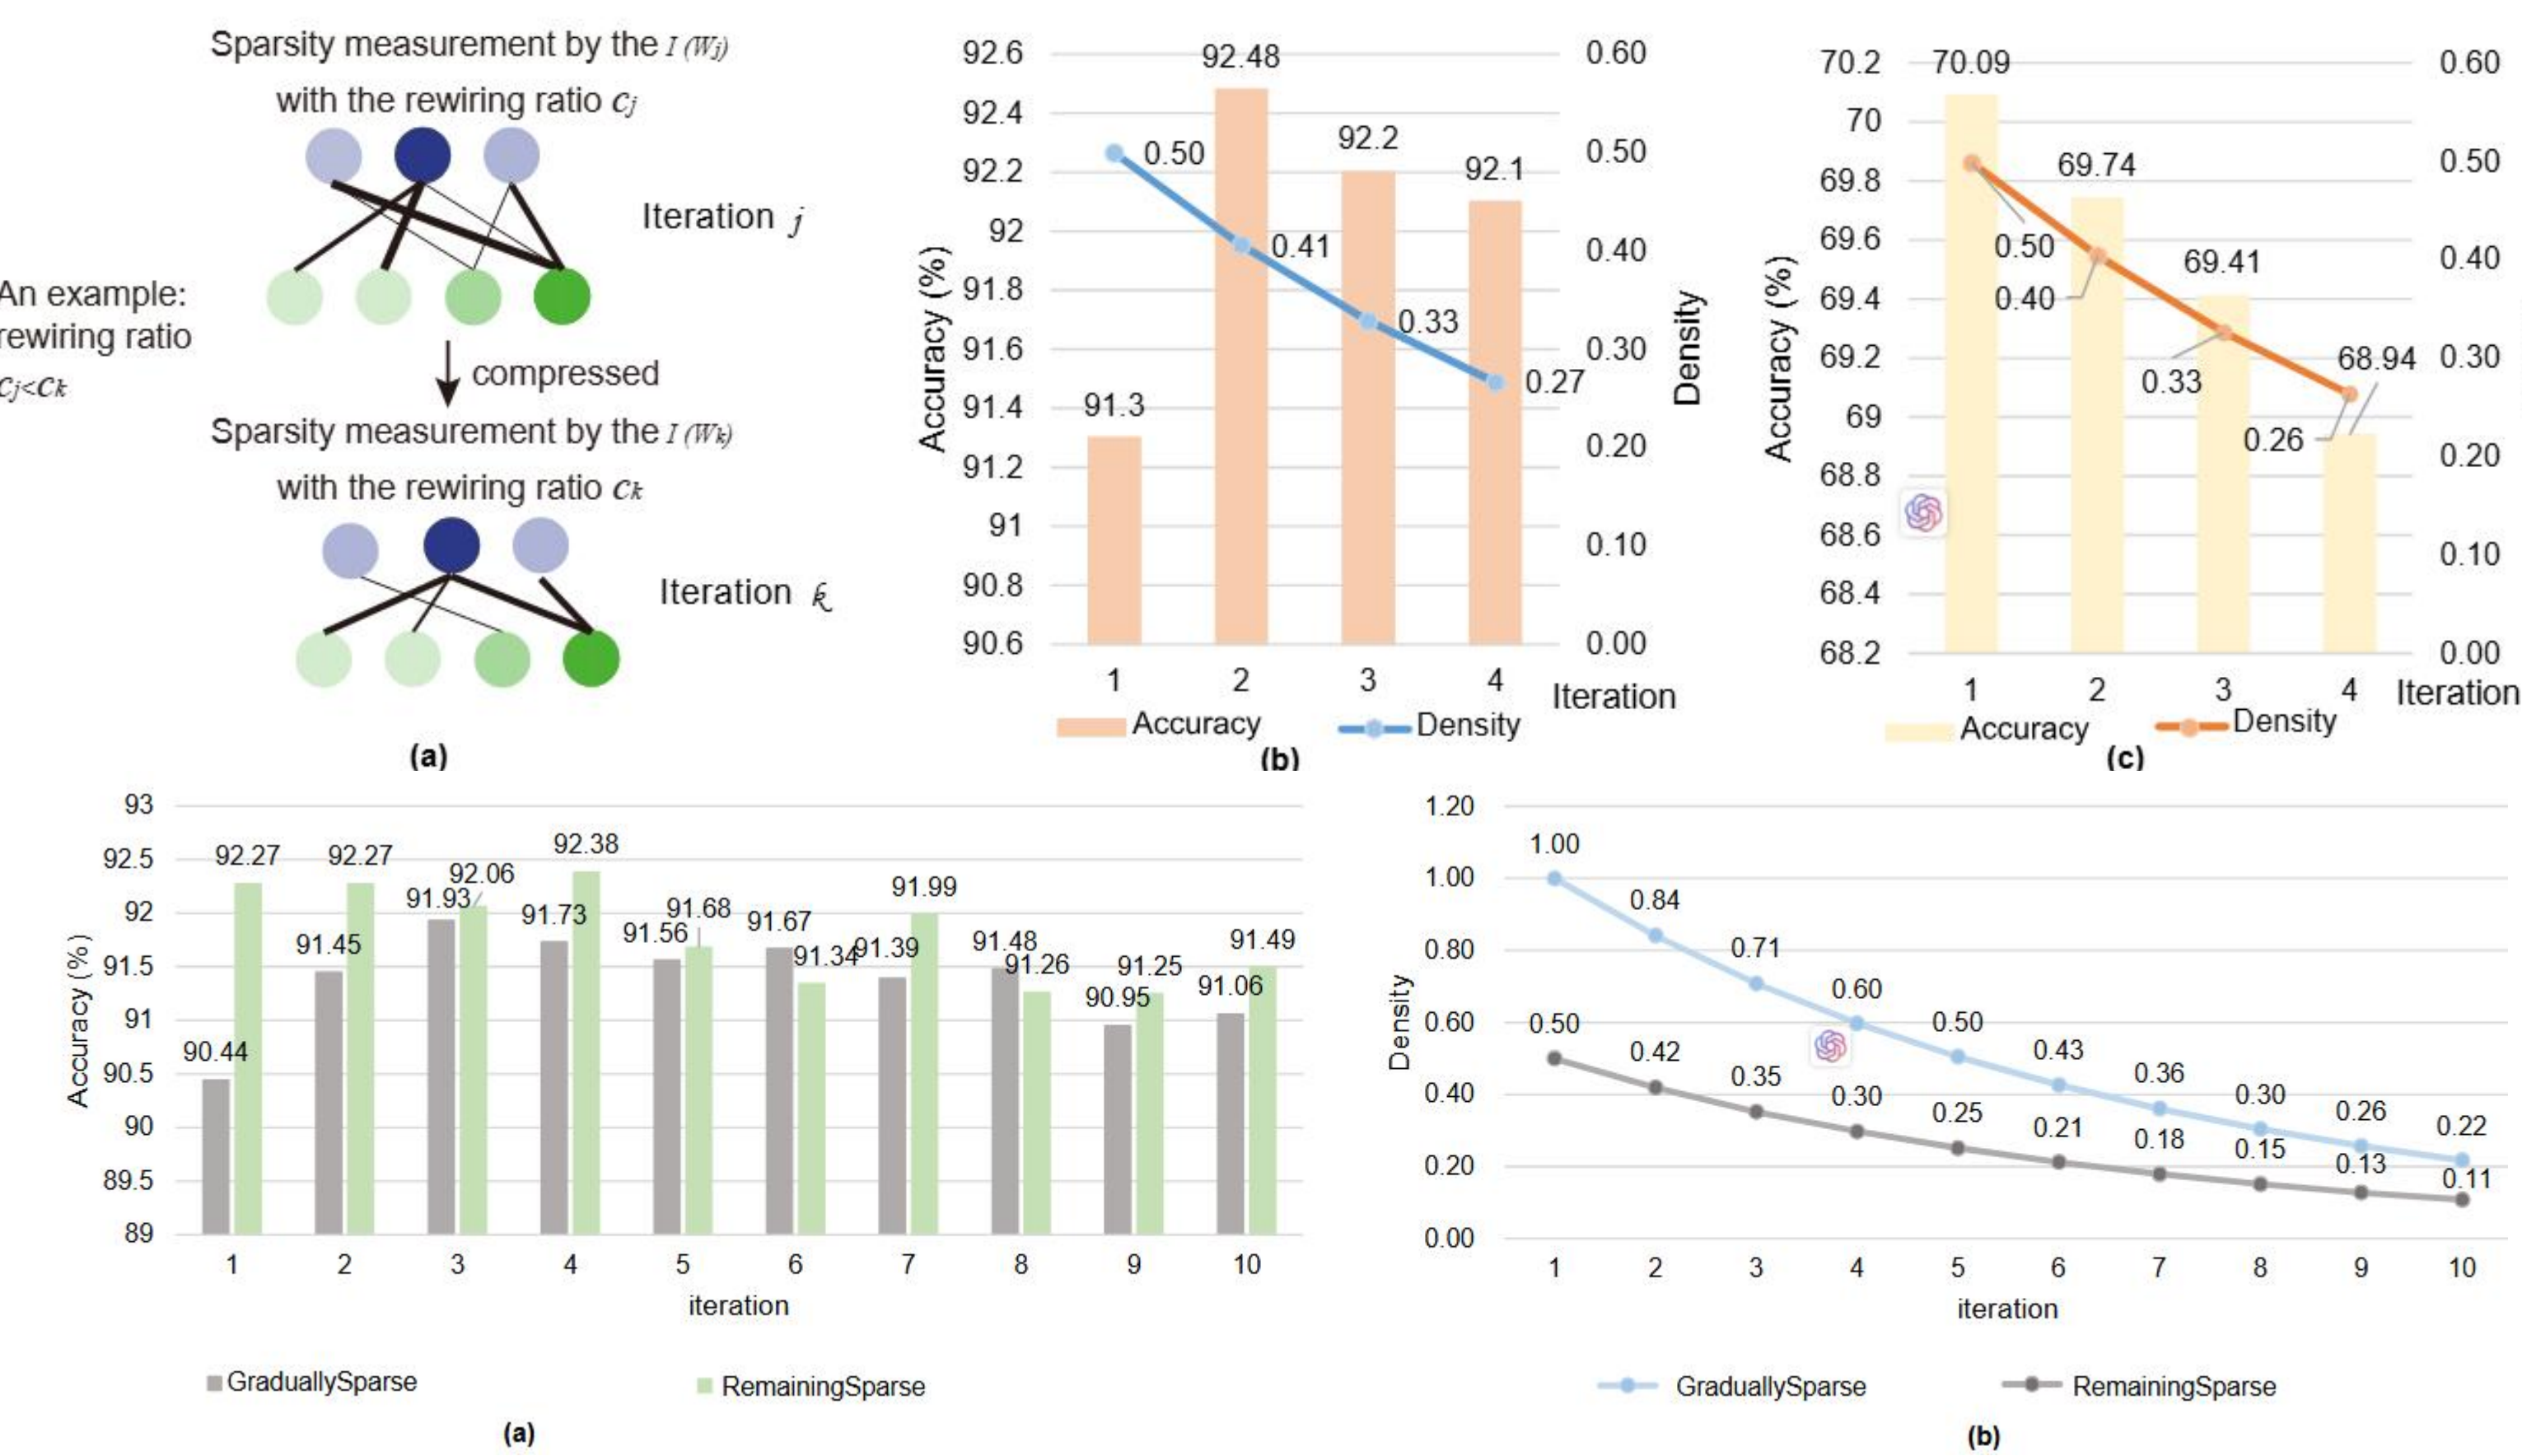 Sparsity measurement by the I (Wj)
with the rewiring ratio cj
Iteration j
An example:
rewiring ratio
cj<ck
compressed
Sparsity measurement by the I (Wk)
with the rewiring ratio ck
Iteration k
(a)
92.6
92.4
92.2
92
91.8
91.6
91.4
91.2
91
90.8
90.6
Accuracy (%)
92.48
92.2
92.1
91.3
0.50
0.41
0.33
0.27
0.60
0.50
0.40
0.30
0.20
0.10
0.00
Density
1 2 3 4
Iteration
Accuracy Density
(b)
70.2
70
69.8
69.6
69.4
69.2
69
68.8
68.6
68.4
68.2
Accuracy (%)
70.09
69.74
69.41
68.94
0.50
0.40
0.33
0.26
0.60
0.50
0.40
0.30
0.20
0.10
0.00
1 2 3 4
Iteration
Accuracy Density
(c)
93
92.5
92
91.5
91
90.5
90
89.5
89
Accuracy (%)
90.44 92.27
91.45 92.27
91.93 92.06
91.73 92.38
91.56 91.68
91.67 91.34
91.39 91.99
91.48 91.26
90.95 91.25
91.06 91.49
1 2 3 4 5 6 7 8 9 10
iteration
GraduallySparse RemainingSparse
(a)
1.20
1.00
0.80
0.60
0.40
0.20
0.00
Density
1.00 0.84 0.71 0.60 0.50 0.43 0.36 0.30 0.26 0.22
0.50 0.42 0.35 0.30 0.25 0.21 0.18 0.15 0.13 0.11
1 2 3 4 5 6 7 8 9 10
iteration
GraduallySparse RemainingSparse
(b)